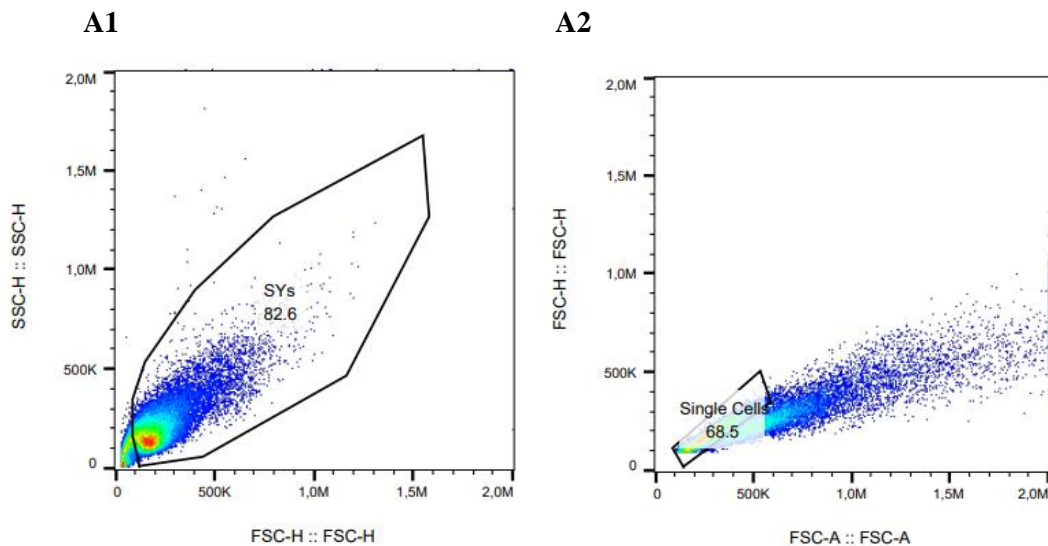 A1
A2
2,0M
1,5M
1,0M
500K
0
SSC-H :: SSC-H
SYs
82.6
0
500K
1,0M
1,5M
2,0M
FSC-H :: FSC-H
2,0M
1,5M
1,0M
500K
0
FSC-H :: FSC-H
Single Cells
68.5
0
500K
1,0M
1,5M
2,0M
FSC-A :: FSC-A